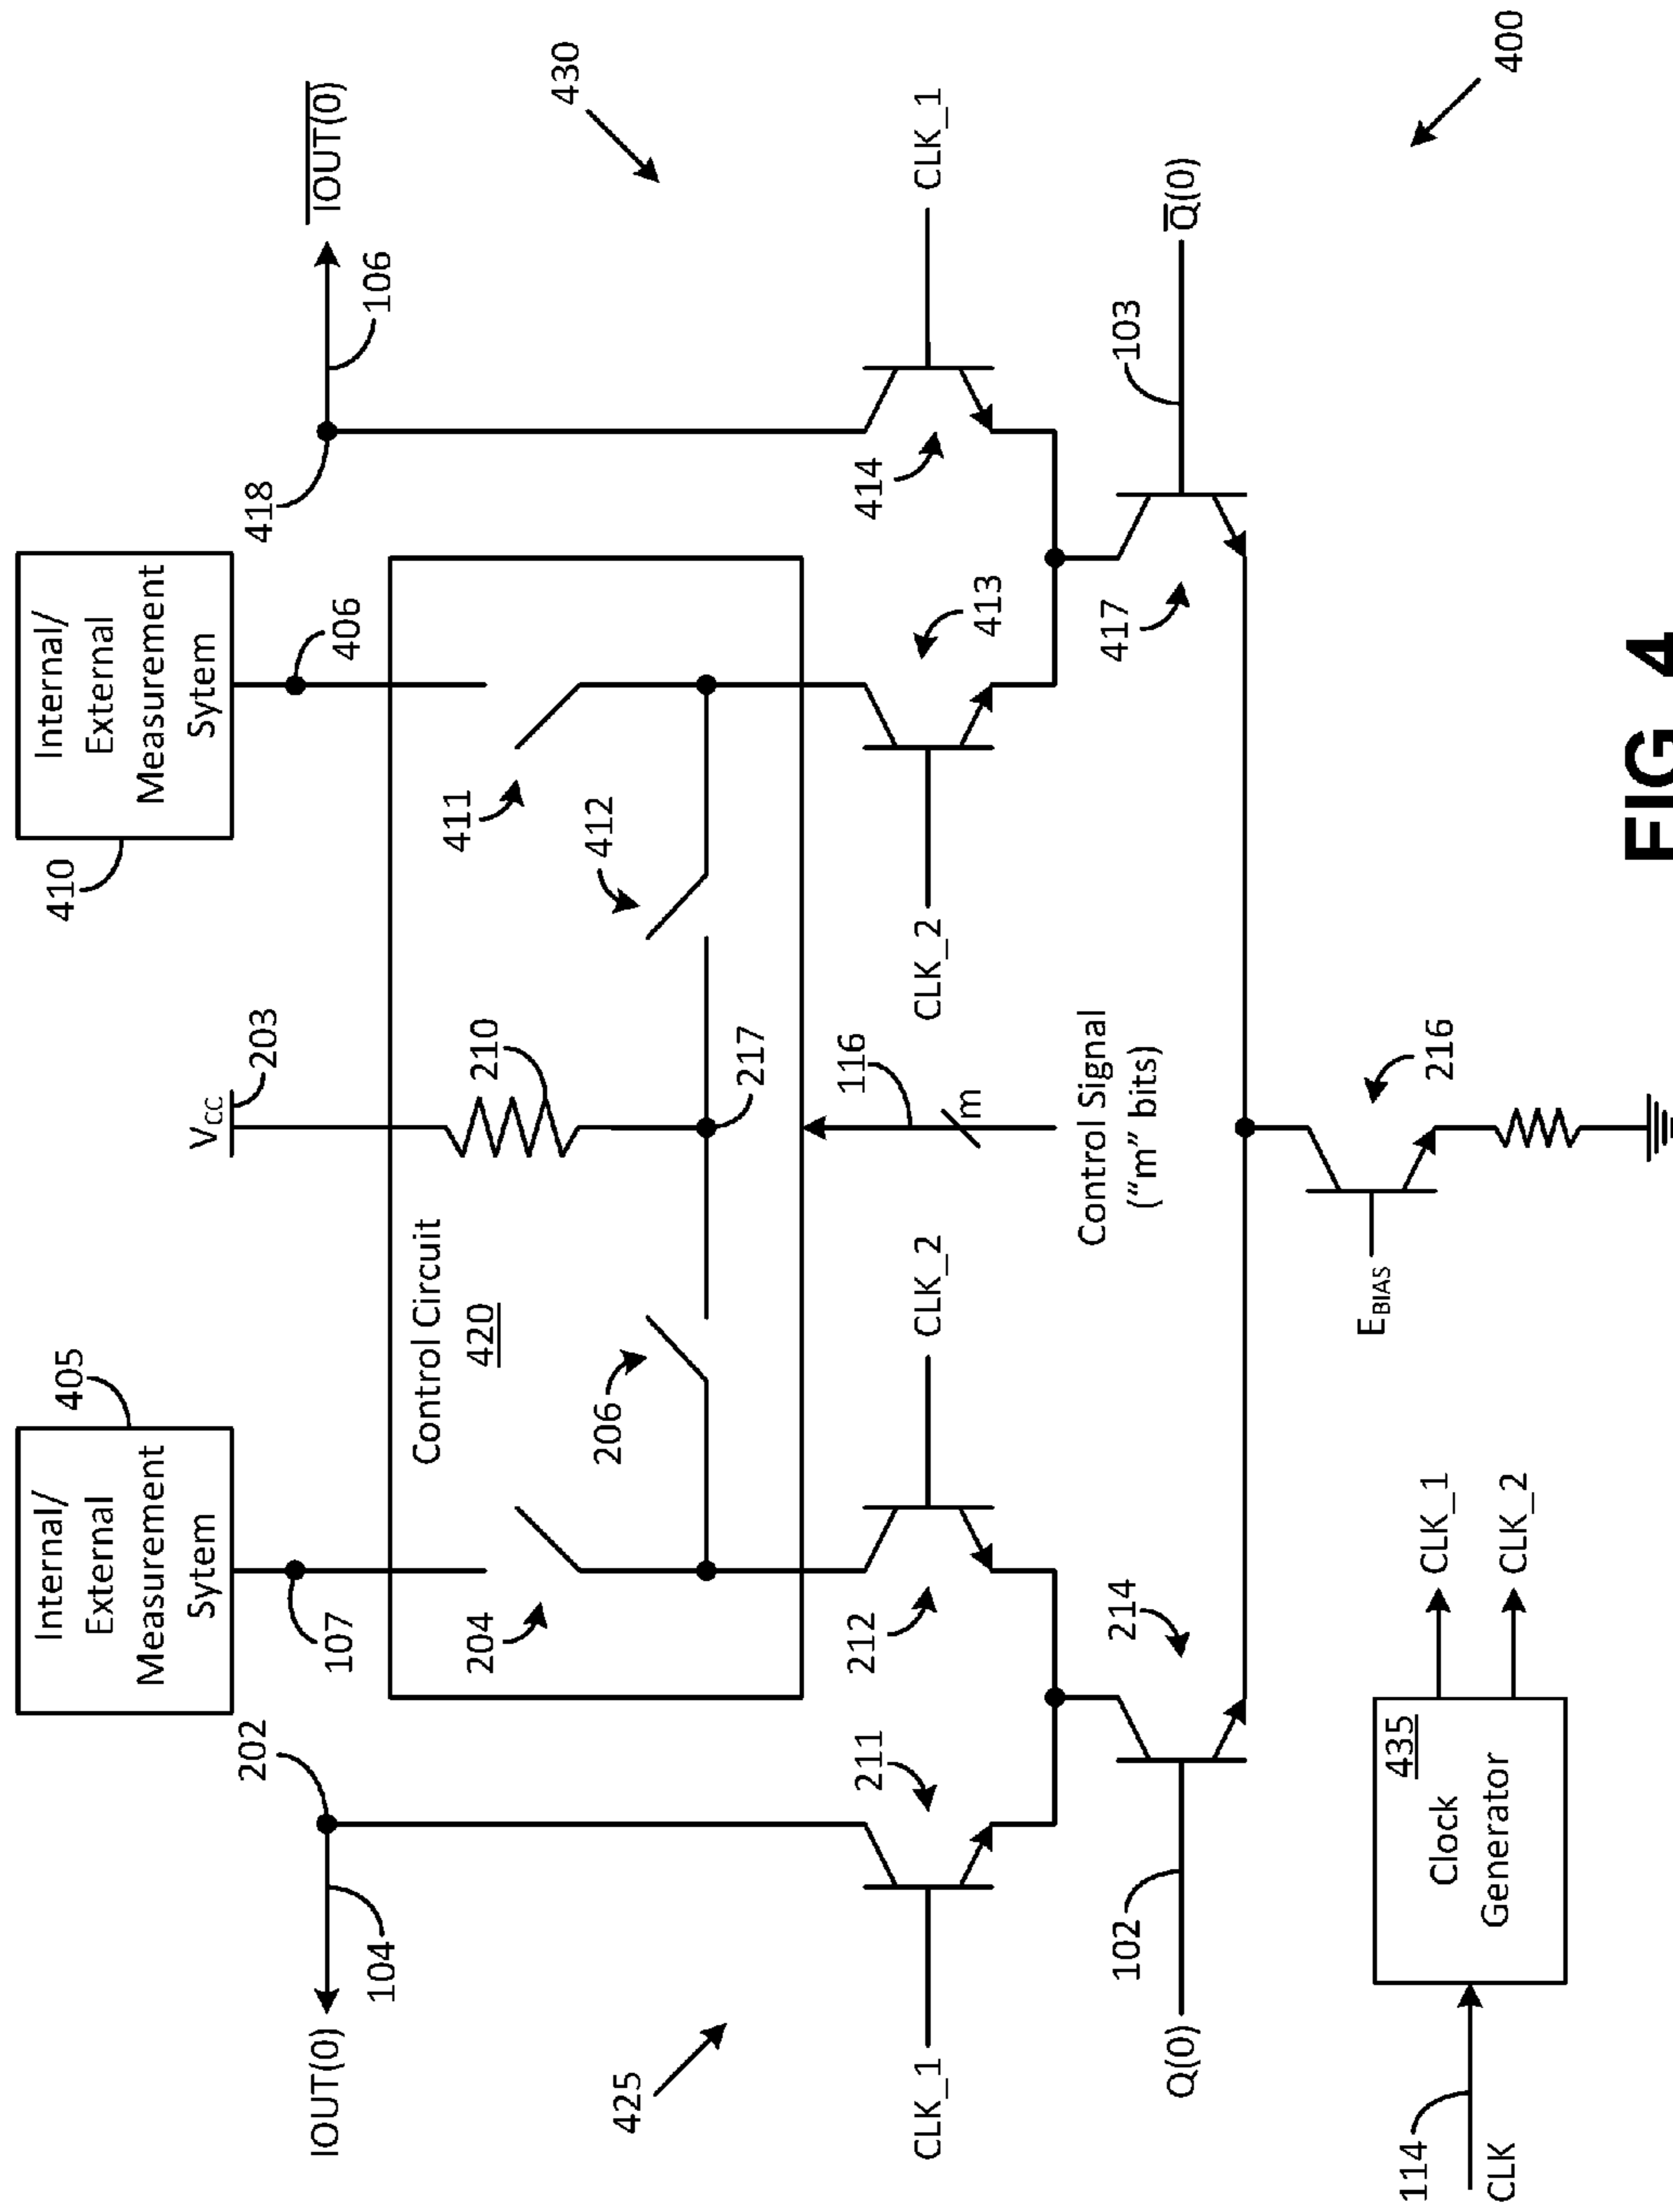 Internal/
External
Measurement
Sytem
405
Internal/
External
Measurement
Sytem
410
V_CC
203
202
107
406
418
IOUT(0)
104
106
I̅O̅U̅T̅(̅0̅)̅
Control Circuit
420
204
206
210
217
411
412
425
430
211
212
116
m
413
414
CLK_1
CLK_2
CLK_2
CLK_1
Control Signal
("m" bits)
Q(0)
102
214
417
103
Q̅(0)
E_BIAS
216
114
CLK
435
Clock
Generator
CLK_1
CLK_2
400
FIG. 4